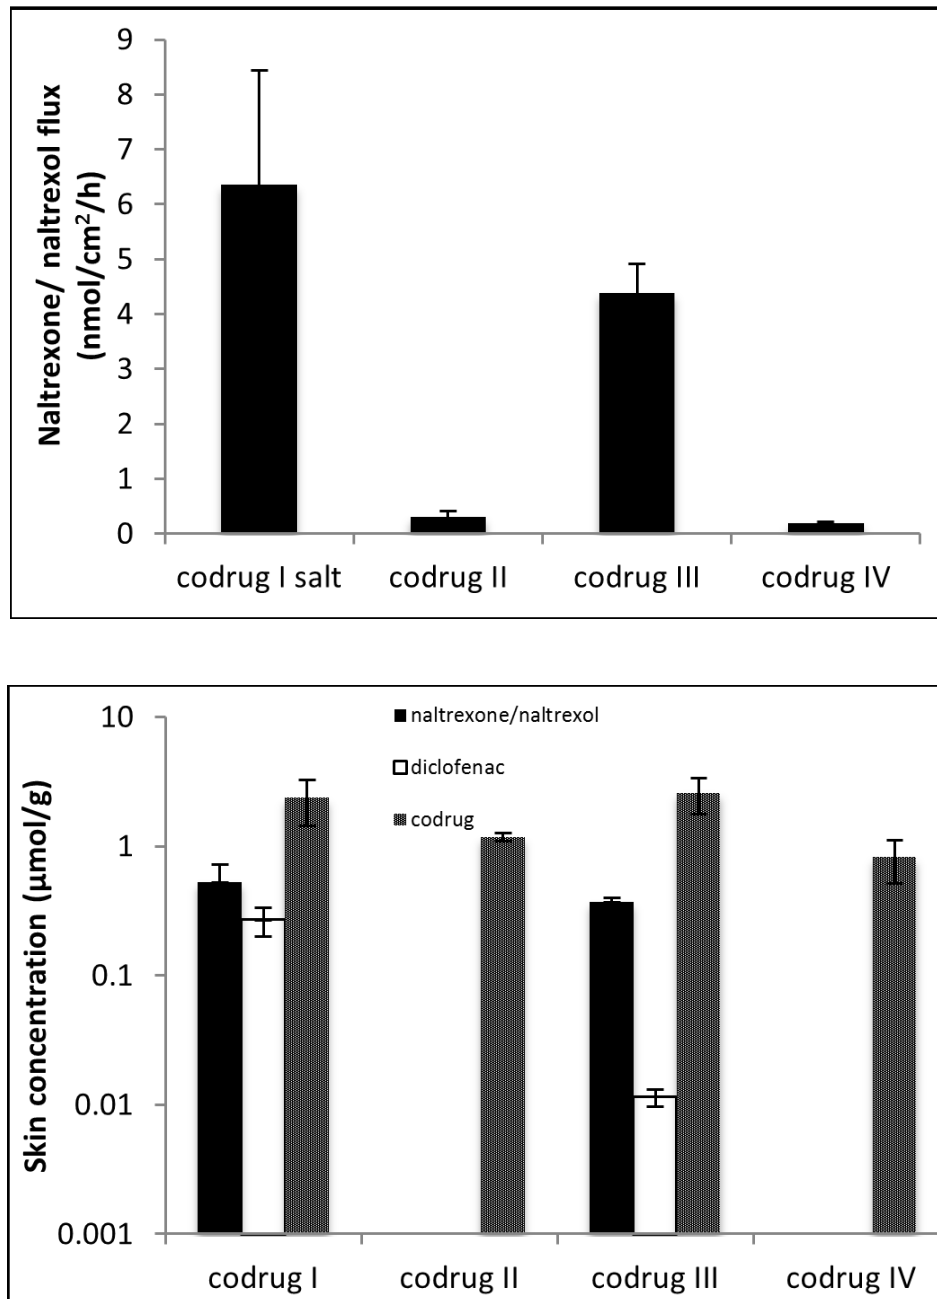 Naltrexone/ naltrexol flux
(nmol/cm²/h)
9
8
7
6
5
4
3
2
1
0
codrug I salt codrug II codrug III codrug IV
Skin concentration (µmol/g)
10
1
0.1
0.01
0.001
naltrexone/naltrexol
diclofenac
codrug
codrug I codrug II codrug III codrug IV